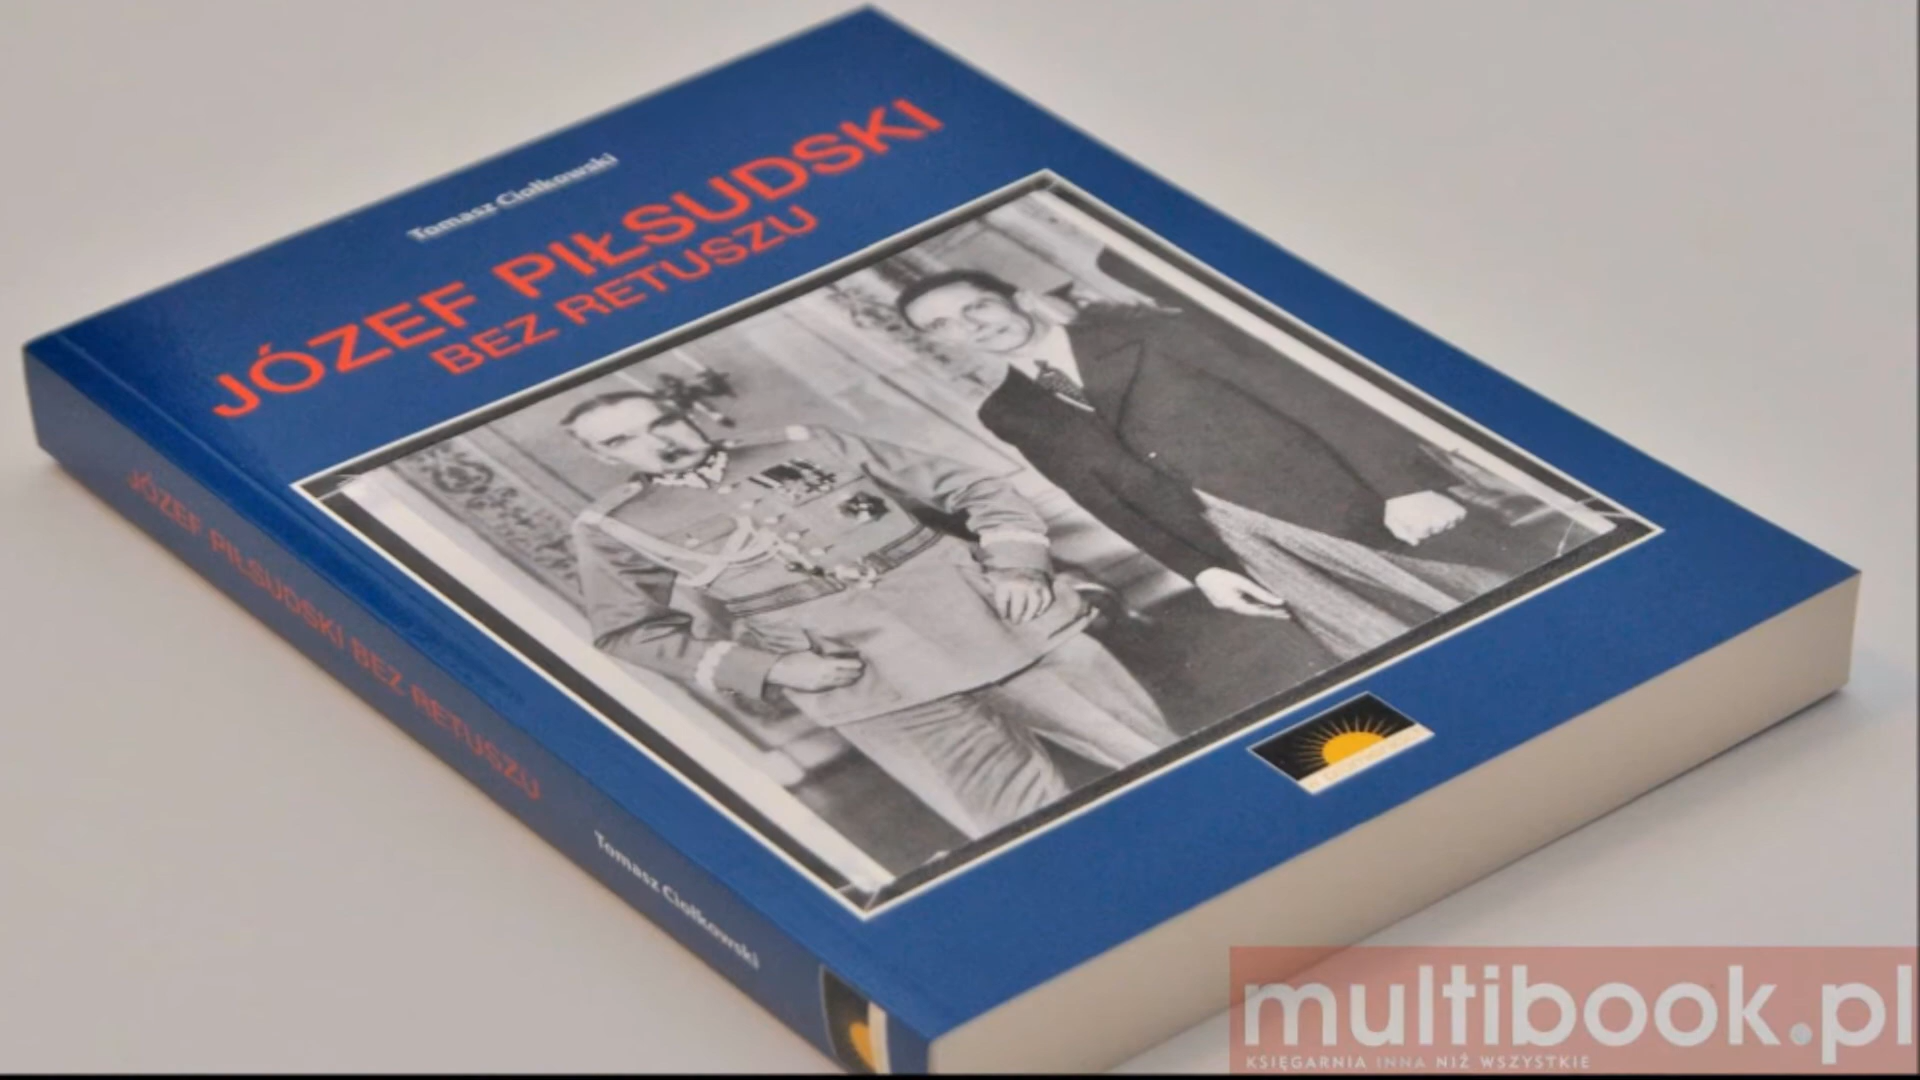 Tomasz Ciołkowski
JÓZEF PIŁSUDSKI
BEZ RETUSZU
JÓZEF PIŁSUDSKI BEZ RETUSZU
Tomasz Ciołkowski
multibook.pl
KSIĘGARNIA INNA NIŻ WSZYSTKIE